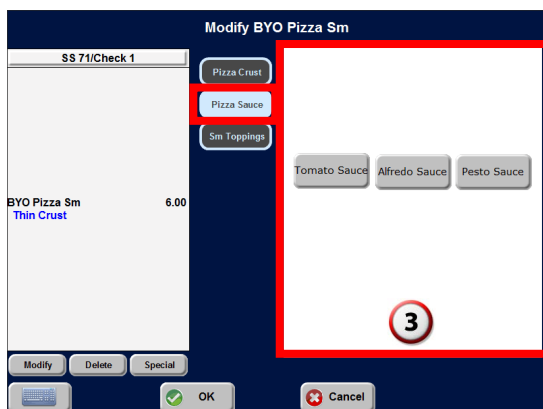 Modify BYO Pizza Sm
SS 71/Check 1
Pizza Crust
Pizza Sauce
Sm Toppings
Tomato Sauce Alfredo Sauce Pesto Sauce
BYO Pizza Sm 6.00
Thin Crust
3
Modify Delete Special
OK Cancel